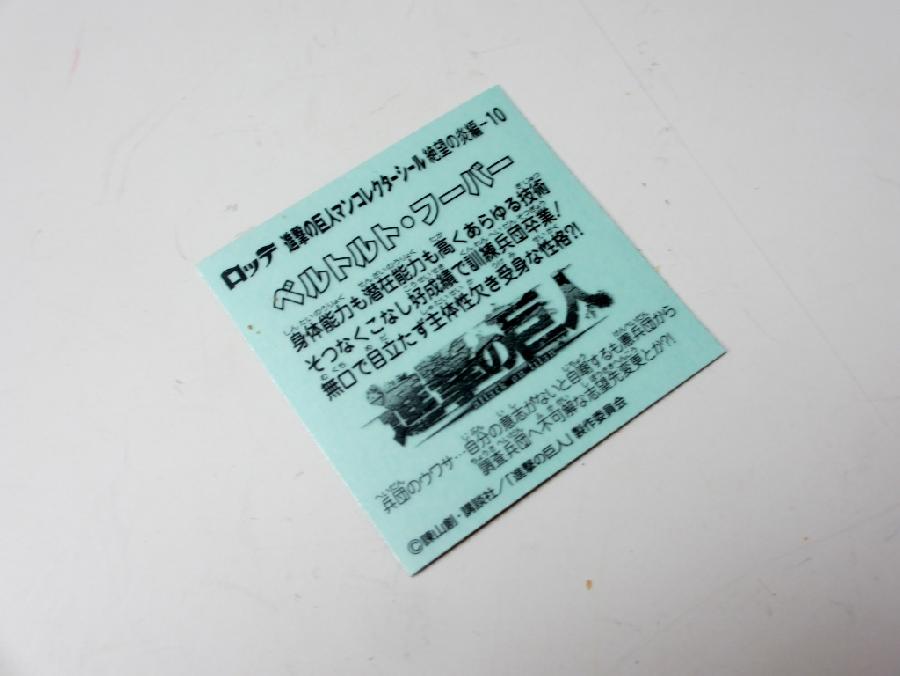 ロッテ 進撃の巨人マンコレクターシール 絶望の炎編-10
ベルトルト・フーバー
身体能力も潜在能力も高くあらゆる技術
そつなくこなし好成績で訓練兵団卒業!
無口で目立たず主体性欠き受身な性格?!
進撃の巨人
ATTACK ON TITAN
兵団のウワサ…自分の意志がないと自嘲するも憲兵団から
調査兵団へ不可解な志望先変更とか?!
©諫山創・講談社/「進撃の巨人」製作委員会